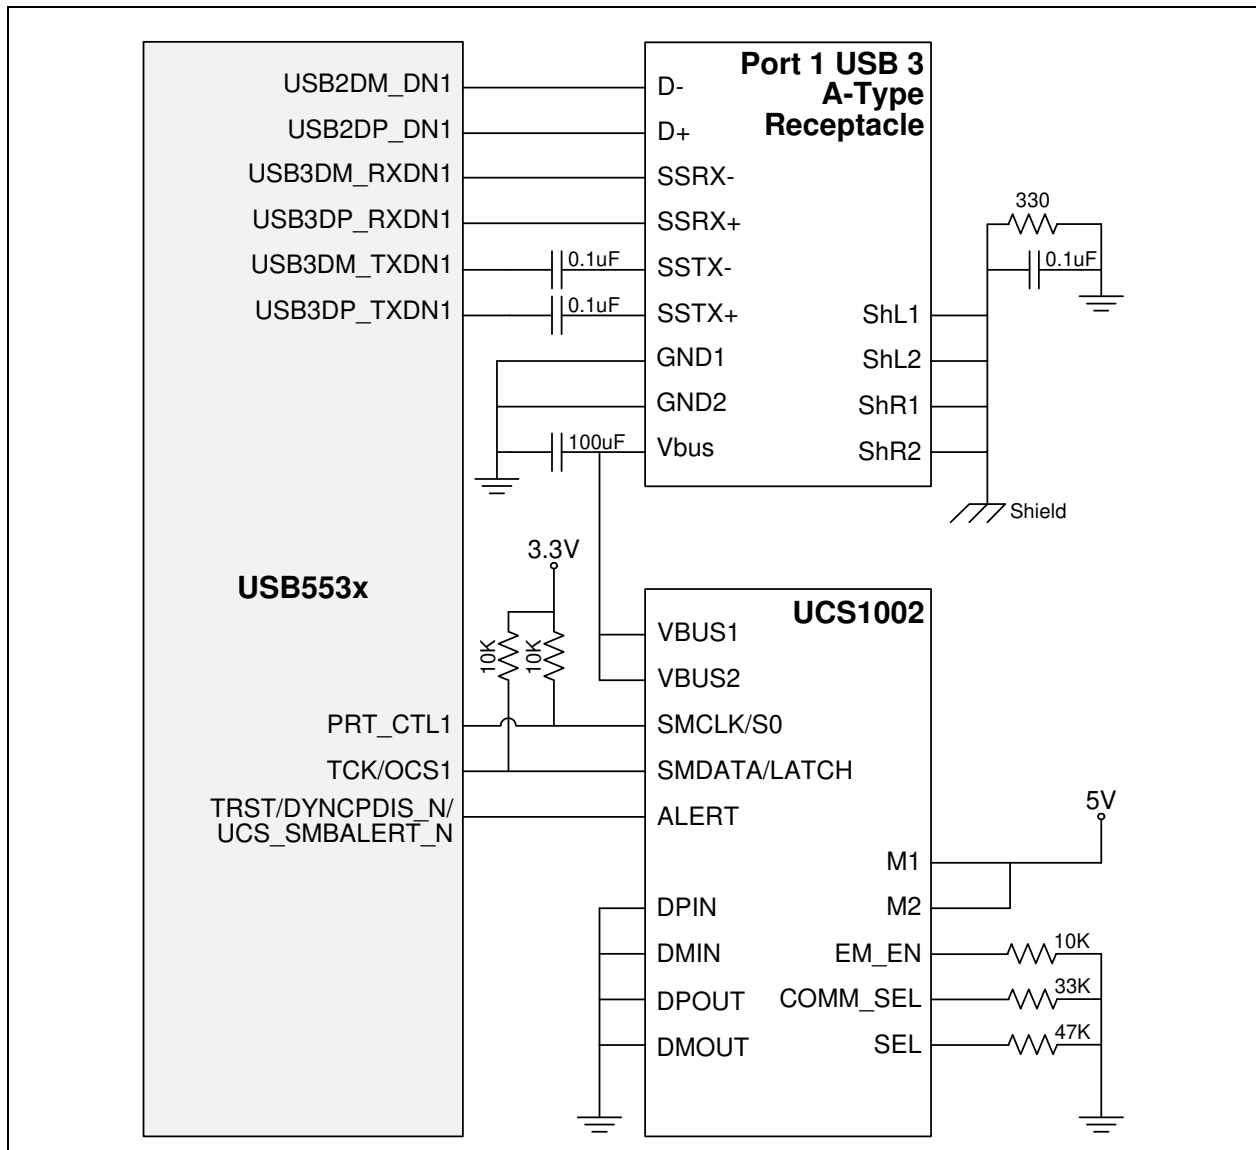 USB553x
USB2DM_DN1
USB2DP_DN1
USB3DM_RXDN1
USB3DP_RXDN1
USB3DM_TXDN1
USB3DP_TXDN1
PRT_CTL1
TCK/OCS1
TRST/DYNCPDIS_N/
UCS_SMBALERT_N
0.1uF
0.1uF
100uF
3.3V
10K
10K
Port 1 USB 3
A-Type
Receptacle
D-
D+
SSRX-
SSRX+
SSTX-
SSTX+
GND1
GND2
Vbus
ShL1
ShL2
ShR1
ShR2
330
0.1uF
Shield
UCS1002
VBUS1
VBUS2
SMCLK/S0
SMDATA/LATCH
ALERT
DPIN
DMIN
DPOUT
DMOUT
M1
M2
EM_EN
COMM_SEL
SEL
5V
10K
33K
47K